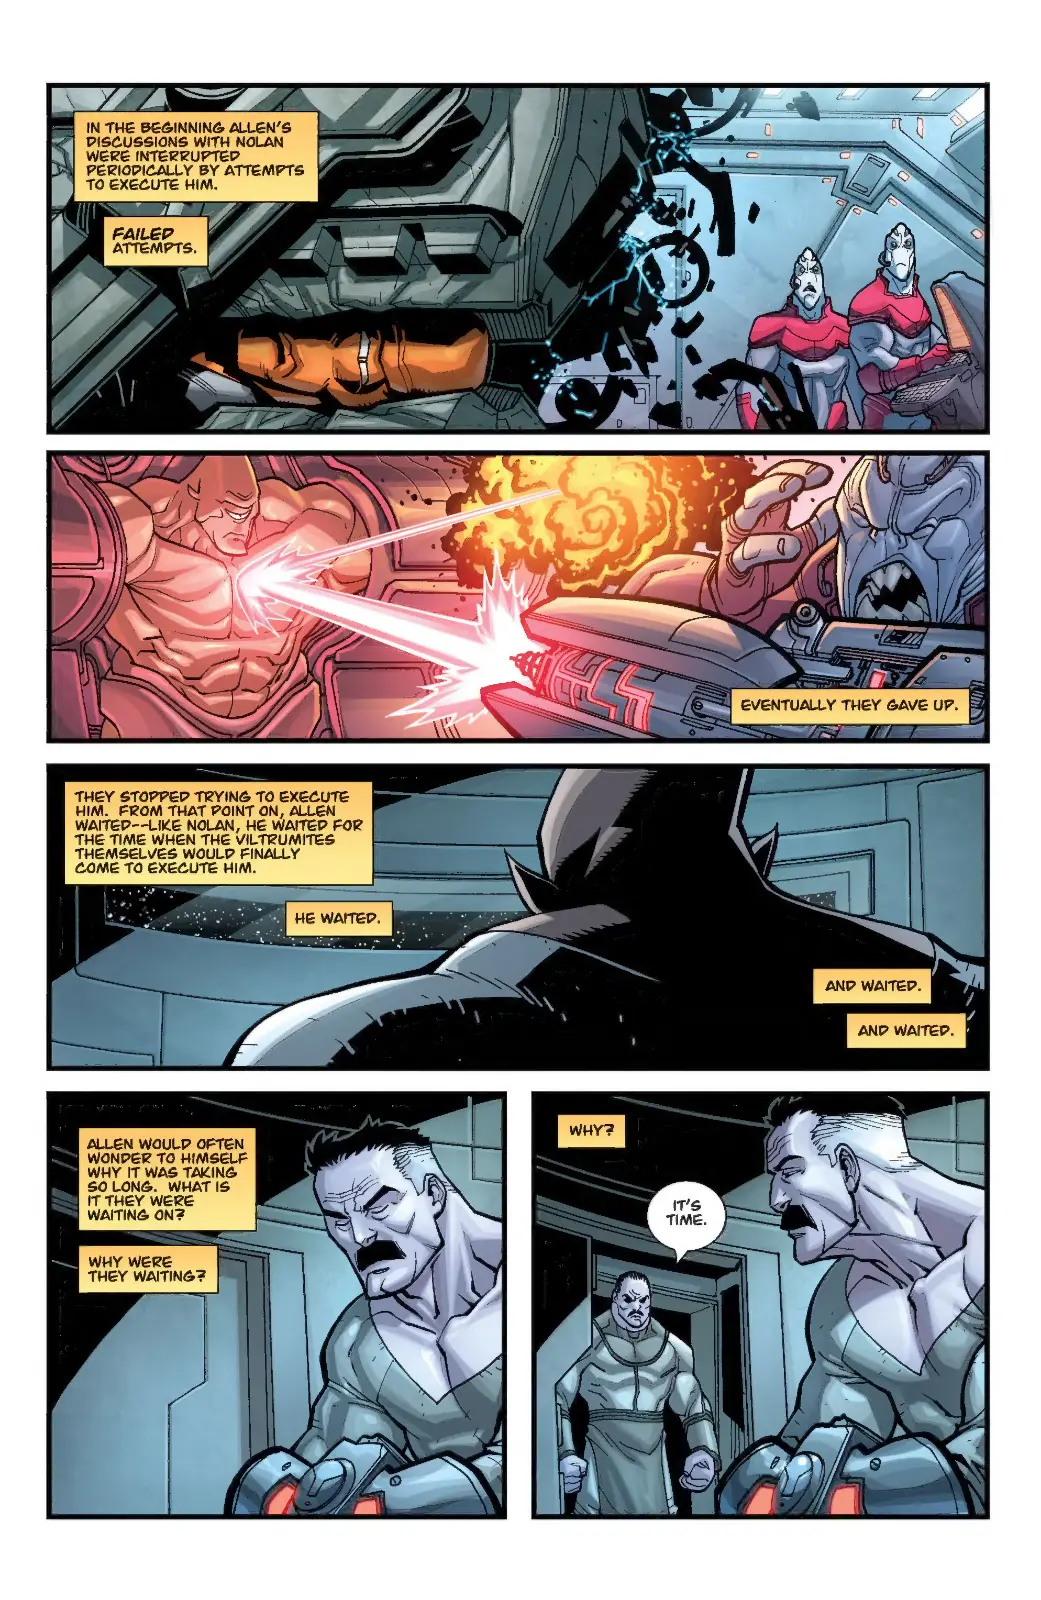 IN THE BEGINNING ALLEN'S
DISCUSSIONS WITH NOLAN
WERE INTERRUPTED
PERIODICALLY BY ATTEMPTS
TO EXECUTE HIM.
FAILED
ATTEMPTS.
EVENTUALLY THEY GAVE UP.
THEY STOPPED TRYING TO EXECUTE
HIM. FROM THAT POINT ON, ALLEN
WAITED--LIKE NOLAN, HE WAITED FOR
THE TIME WHEN THE VILTRUMITES
THEMSELVES WOULD FINALLY
COME TO EXECUTE HIM.
HE WAITED.
AND WAITED.
AND WAITED.
ALLEN WOULD OFTEN
WONDER TO HIMSELF
WHY IT WAS TAKING
SO LONG. WHAT IS
IT THEY WERE
WAITING ON?
WHY WERE
THEY WAITING?
WHY?
IT'S
TIME.